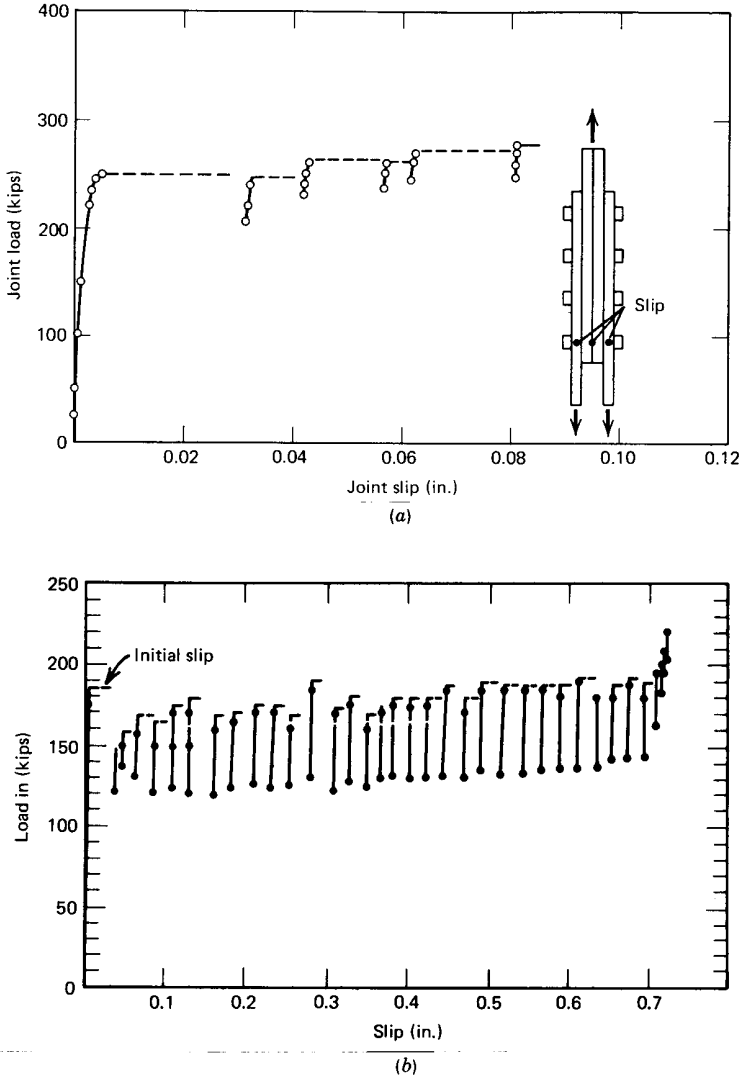 400
300
200
100
0
Joint load (kips)
Slip
0.02 0.04 0.06 0.08 0.10 0.12
Joint slip (in.)
(a)
250
200
150
100
50
0
Load in (kips)
Initial slip
0.1 0.2 0.3 0.4 0.5 0.6 0.7
Slip (in.)
(b)